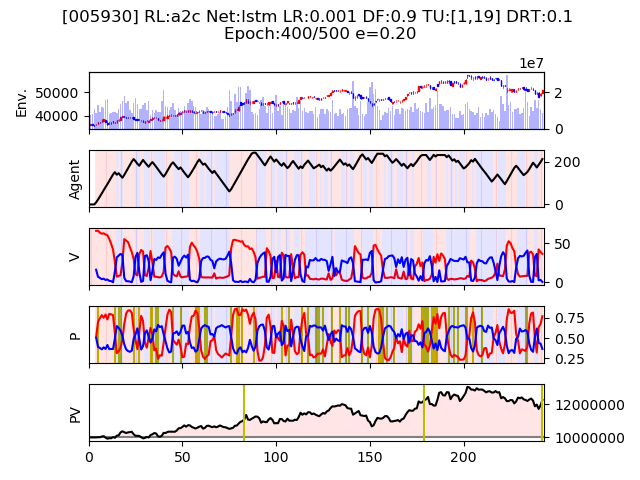 [005930] RL:a2c Net:lstm LR:0.001 DF:0.9 TU:[1,19] DRT:0.1
Epoch:400/500 e=0.20
1e7
Env.
50000
40000
2
0
Agent
200
0
V
50
0
P
0.75
0.50
0.25
PV
12000000
10000000
0 50 100 150 200